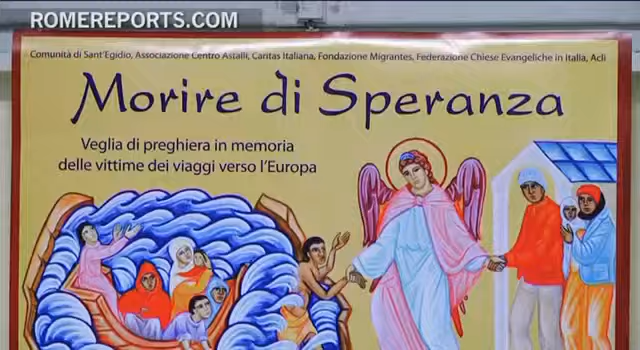 ROMEREPORTS.COM
Comunità di Sant'Egidio, Associazione Centro Astalli, Caritas Italiana, Fondazione Migrantes, Federazione Chiese Evangeliche in Italia, Acli
Morire di Speranza
Veglia di preghiera in memoria
delle vittime dei viaggi verso l'Europa